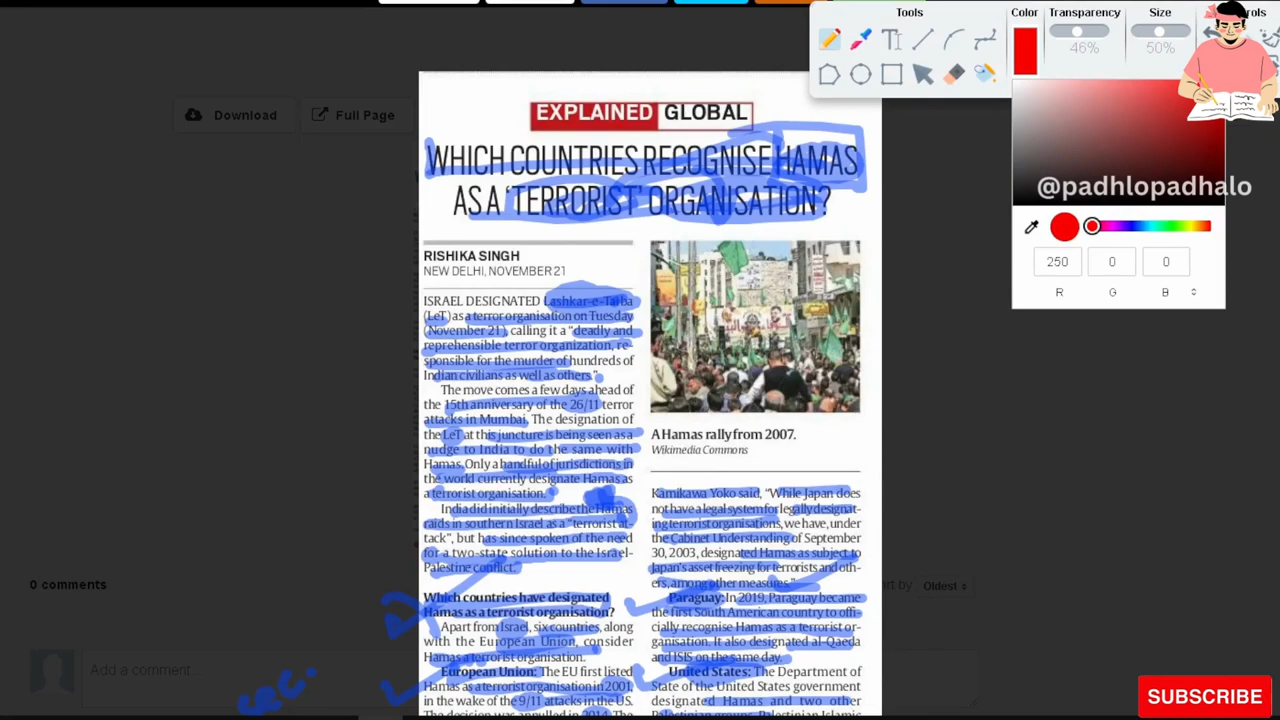 Tools
Color
Transparency
Size
46%
50%
Download
Full Page
EXPLAINED GLOBAL
WHICH COUNTRIES RECOGNISE HAMAS
AS A ‘TERRORIST’ ORGANISATION?
@padhlopadhalo
250
0
0
R
G
B
RISHIKA SINGH
NEW DELHI, NOVEMBER 21
ISRAEL DESIGNATED Lashkar-e-Taiba
(LeT) as a terror organisation on Tuesday
(November 21), calling it a “deadly and
reprehensible terror organization, re-
sponsible for the murder of hundreds of
Indian civilians as well as others.”
The move comes a few days ahead of
the 15th anniversary of the 26/11 terror
attacks in Mumbai. The designation of
the LeT at this juncture is being seen as a
nudge to India to do the same with
Hamas. Only a handful of jurisdictions in
the world currently designate Hamas as
a terrorist organisation.
India did initially describe the Hamas
raids in southern Israel as a “terrorist at-
tack”, but has since spoken of the need
for a two-state solution to the Israel-
Palestine conflict.
Which countries have designated
Hamas as a terrorist organisation?
Apart from Israel, six countries, along
with the European Union, consider
Hamas a terrorist organisation.
European Union: The EU first listed
Hamas as a terrorist organisation in 2001,
in the wake of the 9/11 attacks in the US.
The decision was annulled in 2014. The
A Hamas rally from 2007.
Wikimedia Commons
Kamikawa Yoko said, “While Japan does
not have a legal system for legally designat-
ing terrorist organisations, we have, under
the Cabinet Understanding of September
30, 2003, designated Hamas as subject to
Japan’s asset freezing for terrorists and oth-
ers, among other measures.”
Paraguay: In 2019, Paraguay became
the first South American country to offi-
cially recognise Hamas as a terrorist or-
ganisation. It also designated al-Qaeda
and ISIS on the same day.
United States: The Department of
State of the United States government
designated Hamas and two other
Palestinian groups, Palestinian Islamic
0 comments
Oldest
Add a comment
SUBSCRIBE